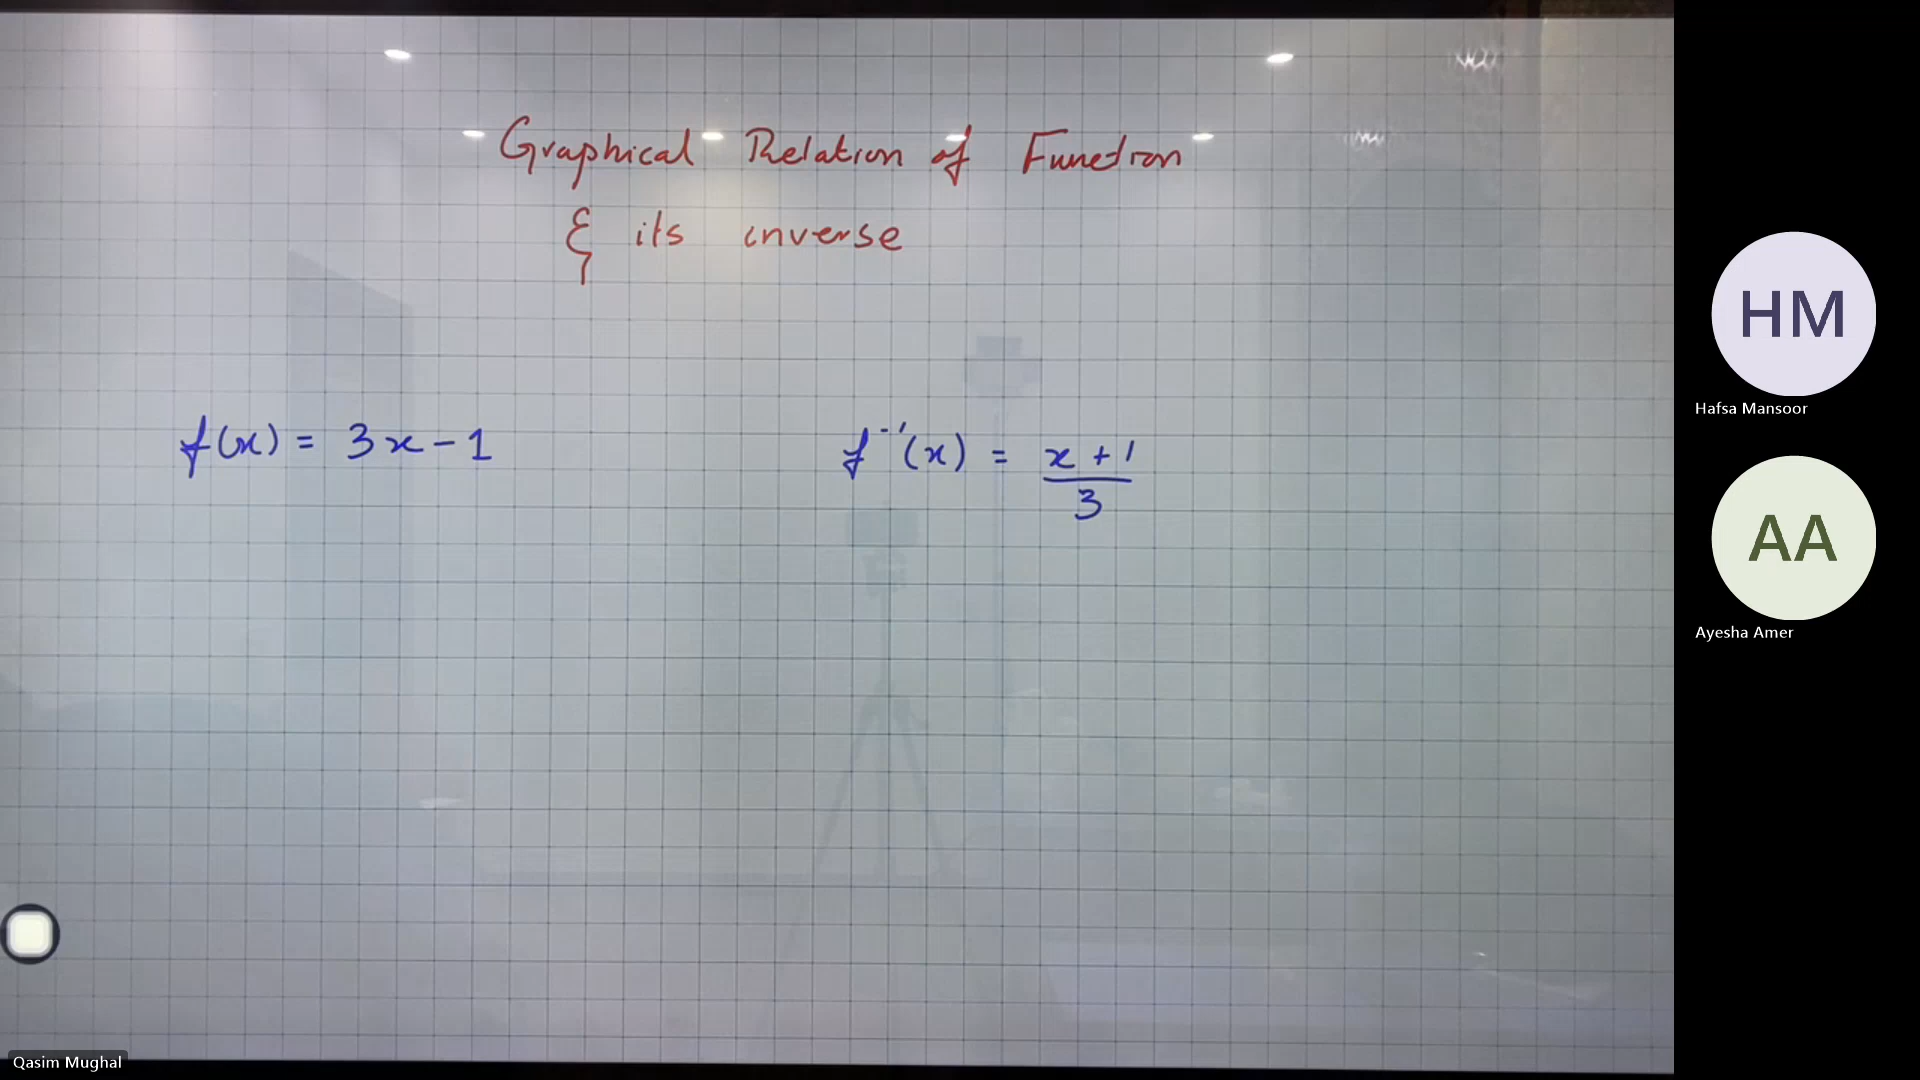 Graphical Relation of Function
& its inverse
f(x) = 3x - 1
f⁻¹(x) = x + 1
3
HM
Hafsa Mansoor
AA
Ayesha Amer
Qasim Mughal